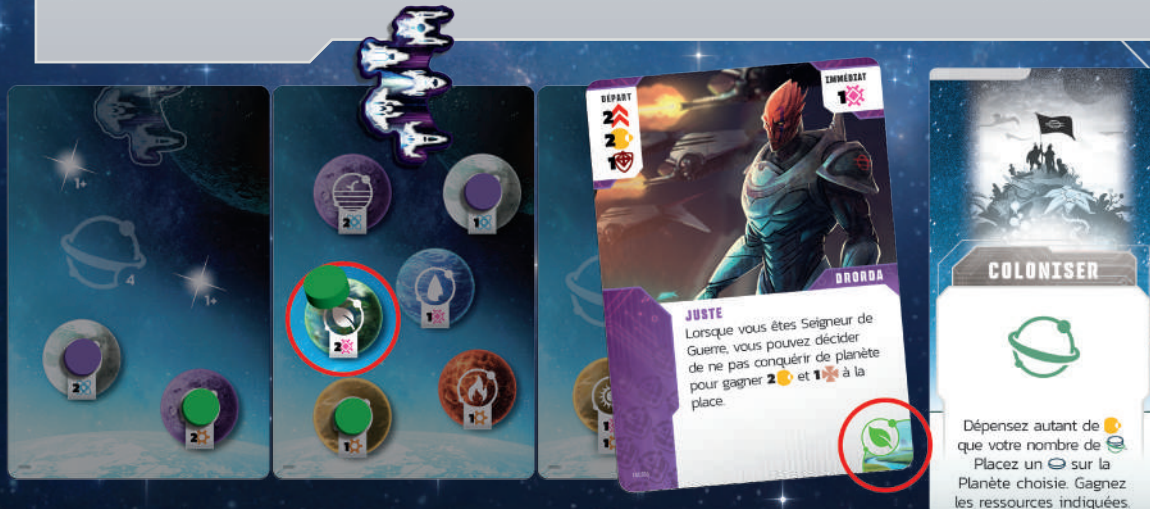 1+
4
1+
2
2
2
1
2
1
1
1
DÉPART
2
2
1
IMMÉDIAT
1
DRORDA
JUSTE
Lorsque vous êtes Seigneur de
Guerre, vous pouvez décider
de ne pas conquérir de planète
pour gagner 2 et 1 à la
place.
COLONISER
Dépensez autant de
que votre nombre de
Placez un sur la
Planète choisie. Gagnez
les ressources indiquées.